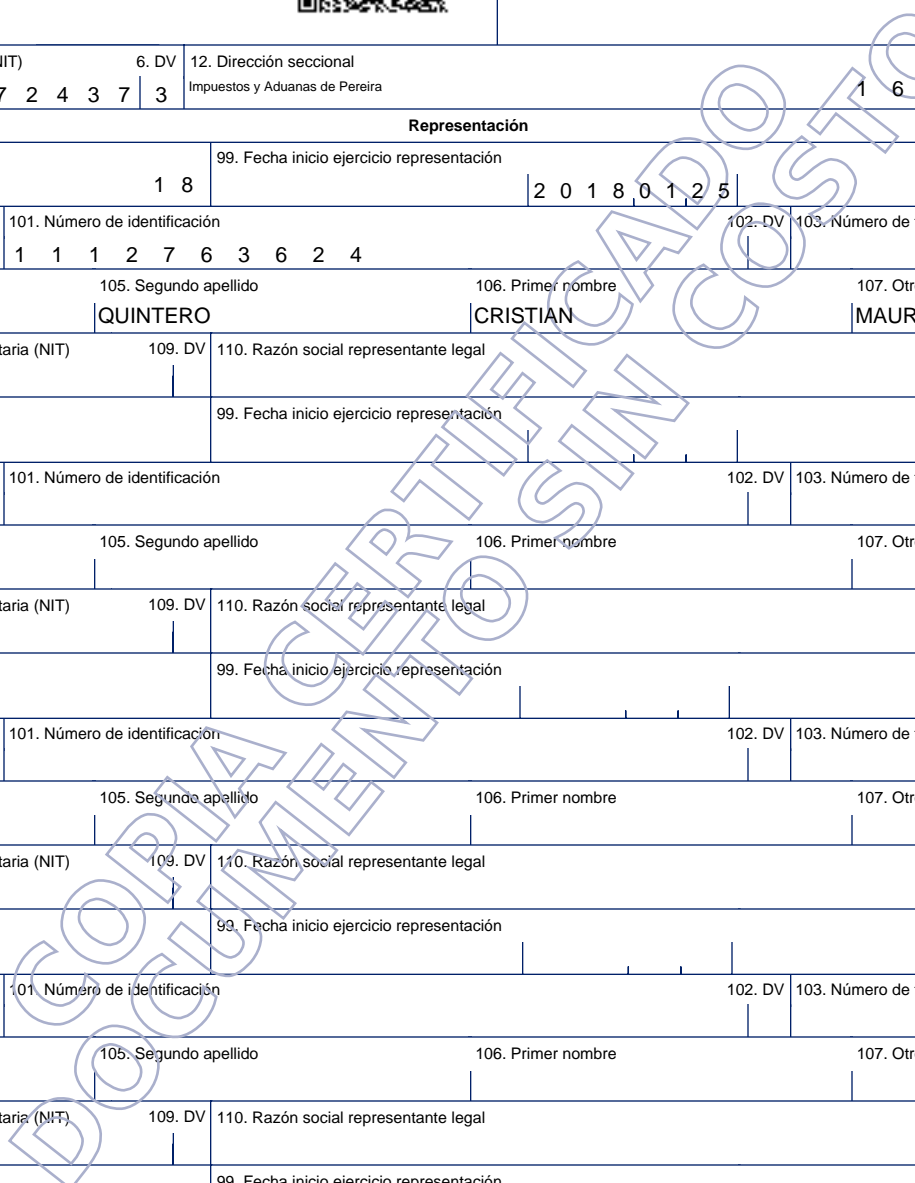 NIT) 6. DV 12. Dirección seccional
7 2 4 3 7 3 Impuestos y Aduanas de Pereira 1 6
Representación
99. Fecha inicio ejercicio representación
1 8 2 0 1 8 0 1 2 5
101. Número de identificación 102. DV 103. Número de
1 1 1 2 7 6 3 6 2 4
105. Segundo apellido 106. Primer nombre 107. Otr
QUINTERO CRISTIAN MAUR
taria (NIT) 109. DV 110. Razón social representante legal
99. Fecha inicio ejercicio representación
101. Número de identificación 102. DV 103. Número de
105. Segundo apellido 106. Primer nombre 107. Otr
taria (NIT) 109. DV 110. Razón social representante legal
99. Fecha inicio ejercicio representación
101. Número de identificación 102. DV 103. Número de
105. Segundo apellido 106. Primer nombre 107. Otr
taria (NIT) 109. DV 110. Razón social representante legal
99. Fecha inicio ejercicio representación
101. Número de identificación 102. DV 103. Número de
105. Segundo apellido 106. Primer nombre 107. Otr
taria (NIT) 109. DV 110. Razón social representante legal
99. Fecha inicio ejercicio representación
COPIA CERTIFICADO
DOCUMENTO SIN COSTO